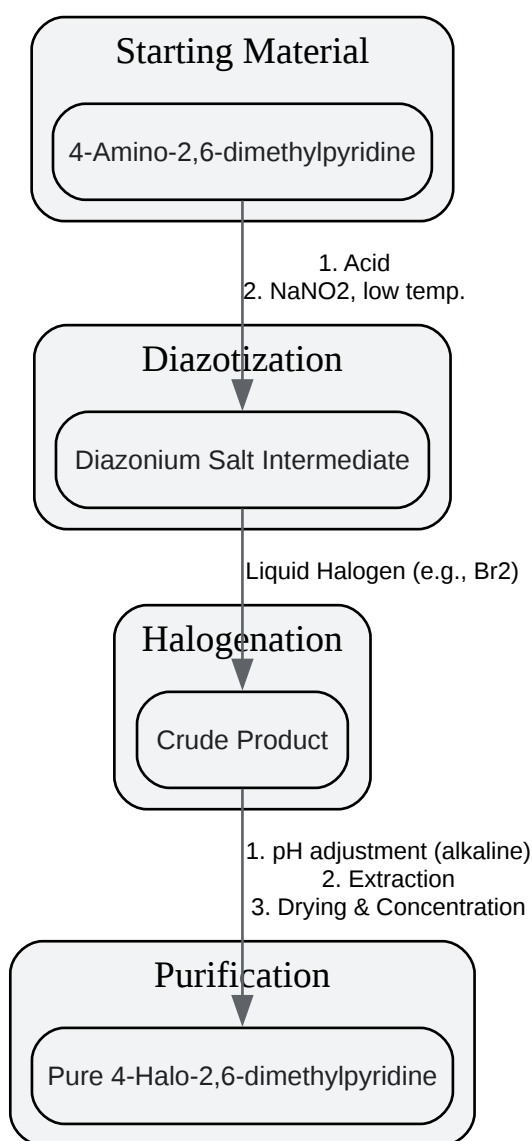 Starting Material
4-Amino-2,6-dimethylpyridine
1. Acid
2. NaNO2, low temp.
Diazotization
Diazonium Salt Intermediate
Liquid Halogen (e.g., Br2)
Halogenation
Crude Product
1. pH adjustment (alkaline)
2. Extraction
3. Drying & Concentration
Purification
Pure 4-Halo-2,6-dimethylpyridine